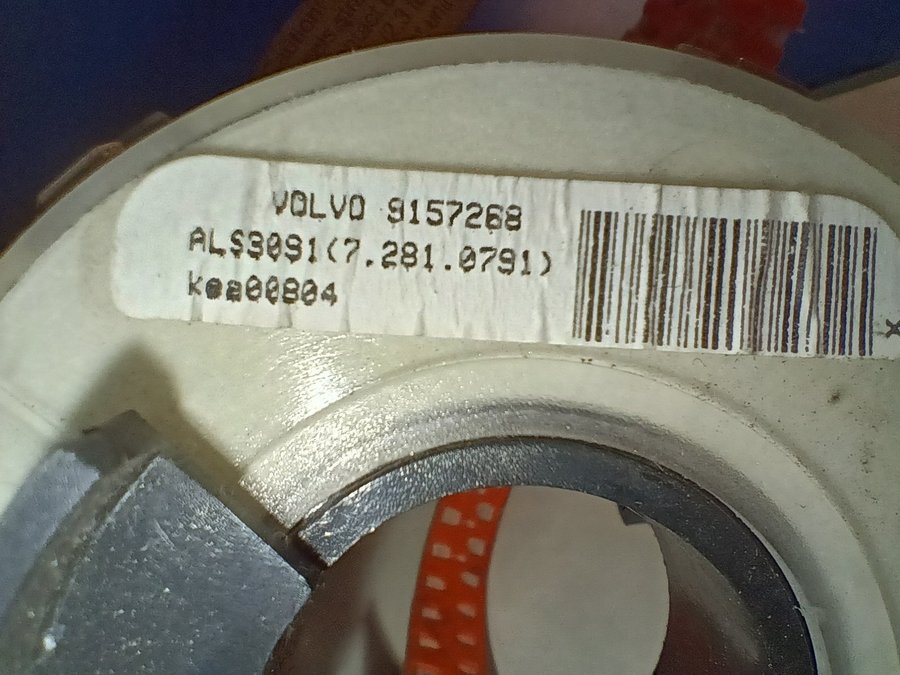 VOLVO 9157268
ALS3091(7.281.0791)
Kea00804
X